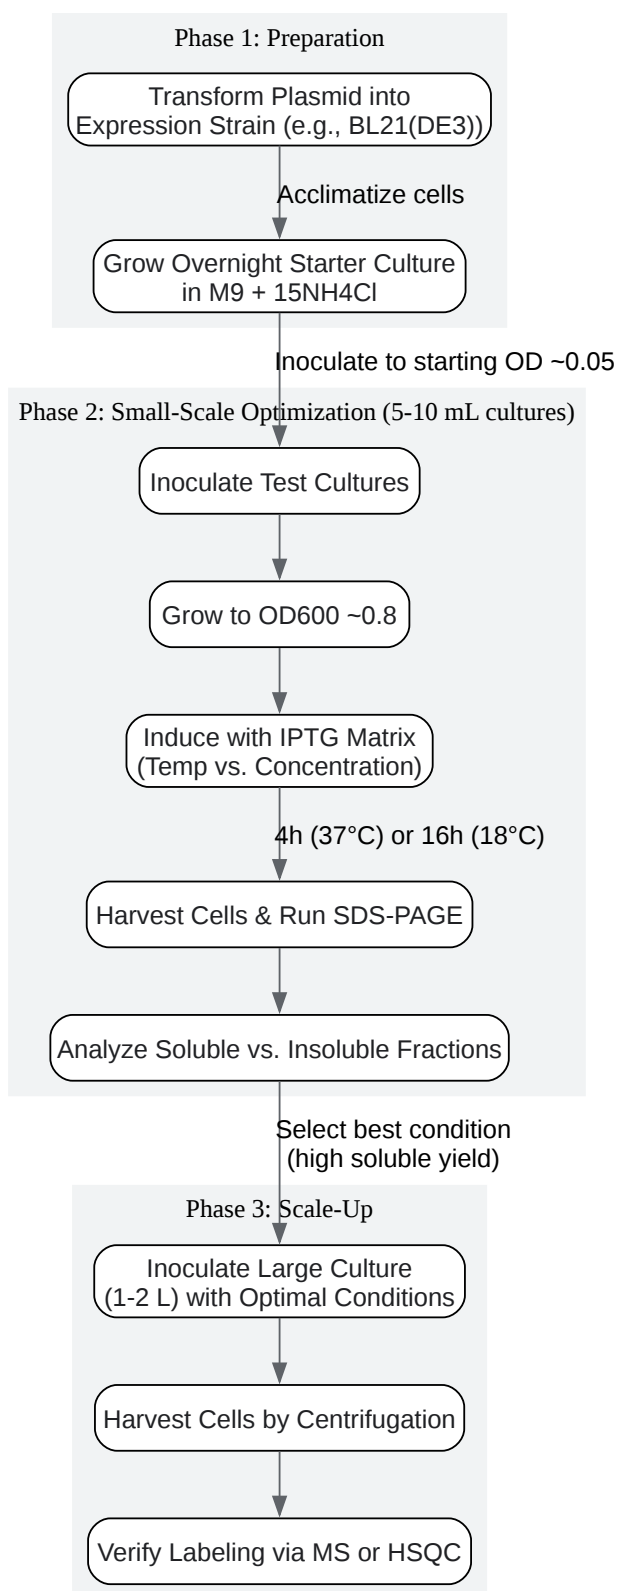 Phase 1: Preparation
Transform Plasmid into
Expression Strain (e.g., BL21(DE3))
Acclimatize cells
Grow Overnight Starter Culture
in M9 + 15NH4Cl
Inoculate to starting OD ~0.05
Phase 2: Small-Scale Optimization (5-10 mL cultures)
Inoculate Test Cultures
Grow to OD600 ~0.8
Induce with IPTG Matrix
(Temp vs. Concentration)
4h (37°C) or 16h (18°C)
Harvest Cells & Run SDS-PAGE
Analyze Soluble vs. Insoluble Fractions
Select best condition
(high soluble yield)
Phase 3: Scale-Up
Inoculate Large Culture
(1-2 L) with Optimal Conditions
Harvest Cells by Centrifugation
Verify Labeling via MS or HSQC